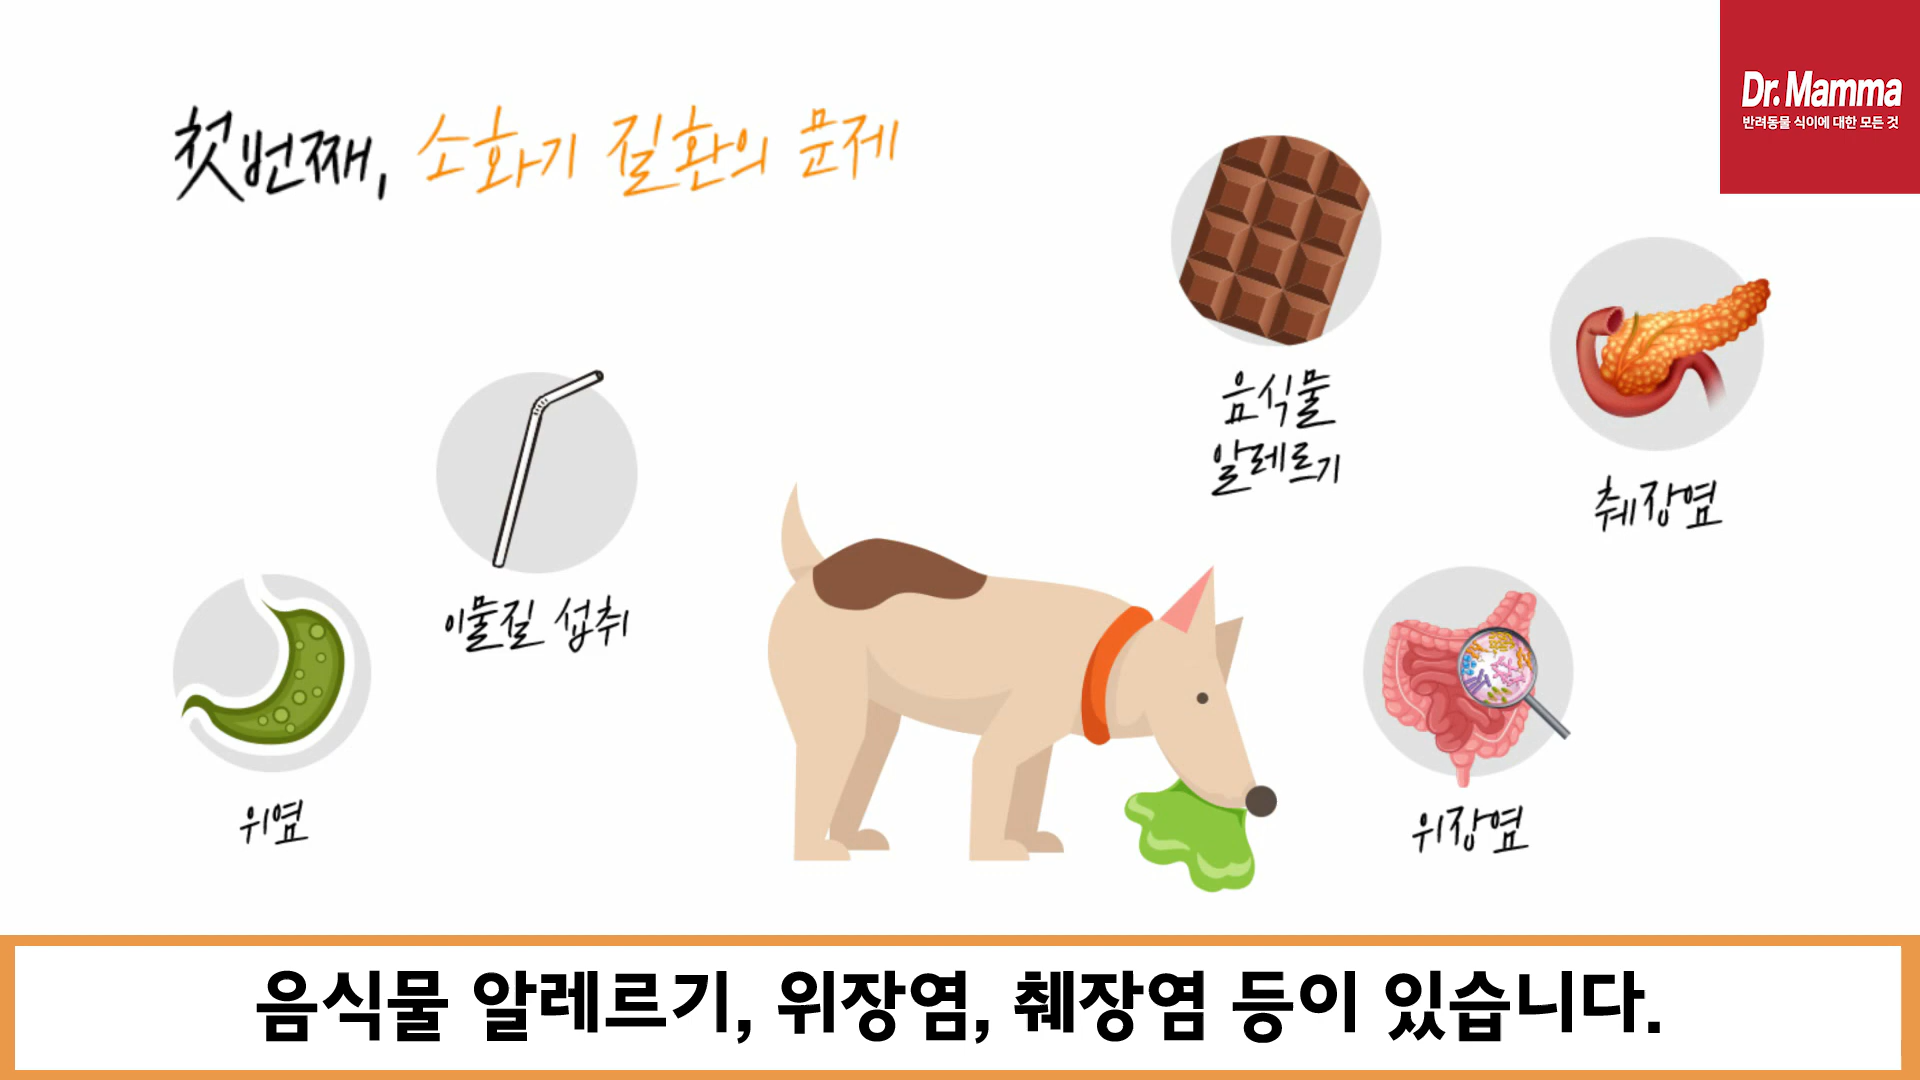 첫번째, 소화기 질환의 문제
Dr. Mamma
반려동물 식이에 대한 모든 것
음식물
알레르기
췌장염
이물질 섭취
위염
위장염
음식물 알레르기, 위장염, 췌장염 등이 있습니다.